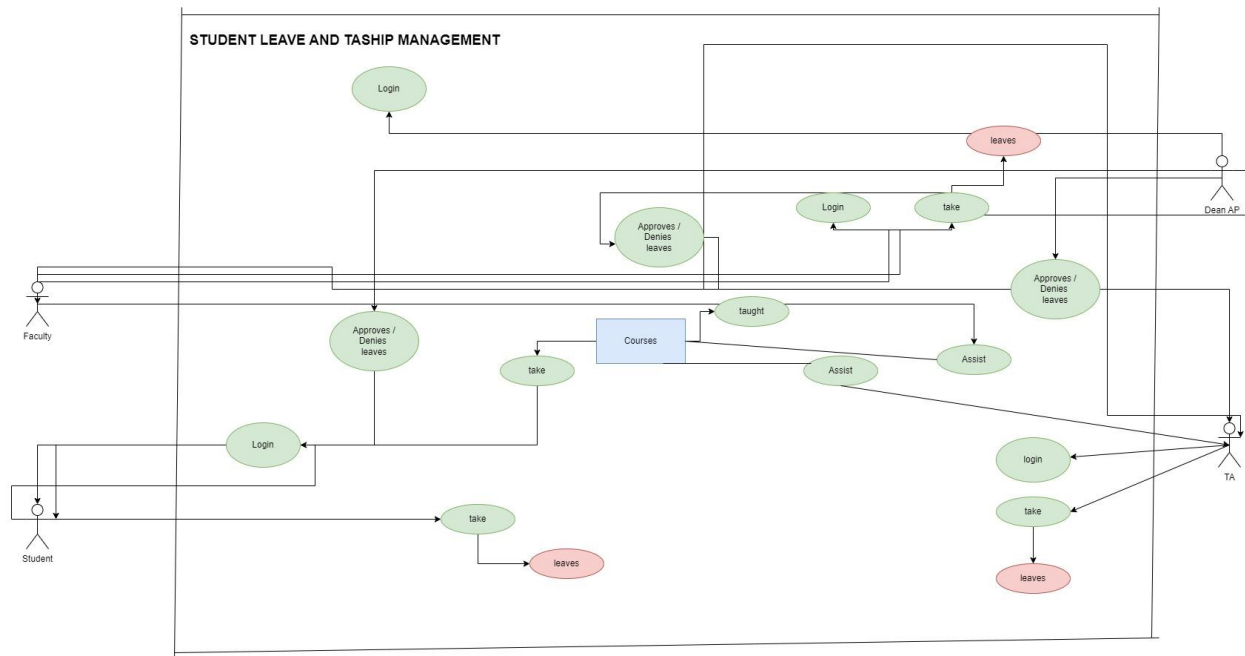 STUDENT LEAVE AND TASHIP MANAGEMENT
Login
leaves
Dean AP
Login
take
Approves /
Denies
leaves
Approves /
Denies
leaves
Faculty
taught
Approves /
Denies
leaves
Courses
Assist
take
Assist
Login
login
TA
take
take
Student
leaves
leaves